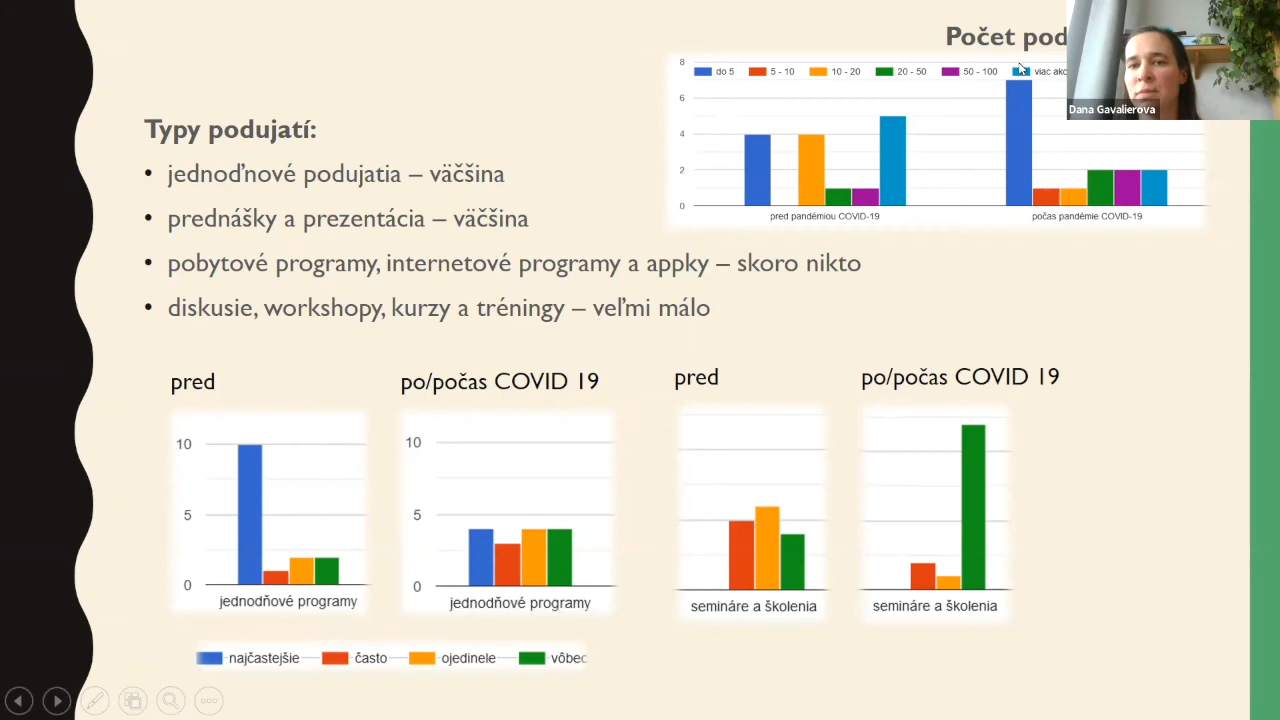 Počet
do 5 5 - 10 10 - 20 20 - 50 50 - 100 viac
Dana Gavalierova
8
6
4
2
0
pred pandémiou COVID-19 počas pandémie COVID-19
Typy podujatí:
• jednoďnové podujatia – väčšina
• prednášky a prezentácia – väčšina
• pobytové programy, internetové programy a appky – skoro nikto
• diskusie, workshopy, kurzy a tréningy – veľmi málo
pred po/počas COVID 19 pred po/počas COVID 19
10 10
5 5
0 0
jednodňové programy jednodňové programy semináre a školenia semináre a školenia
najčastejšie často ojedinele vôbec